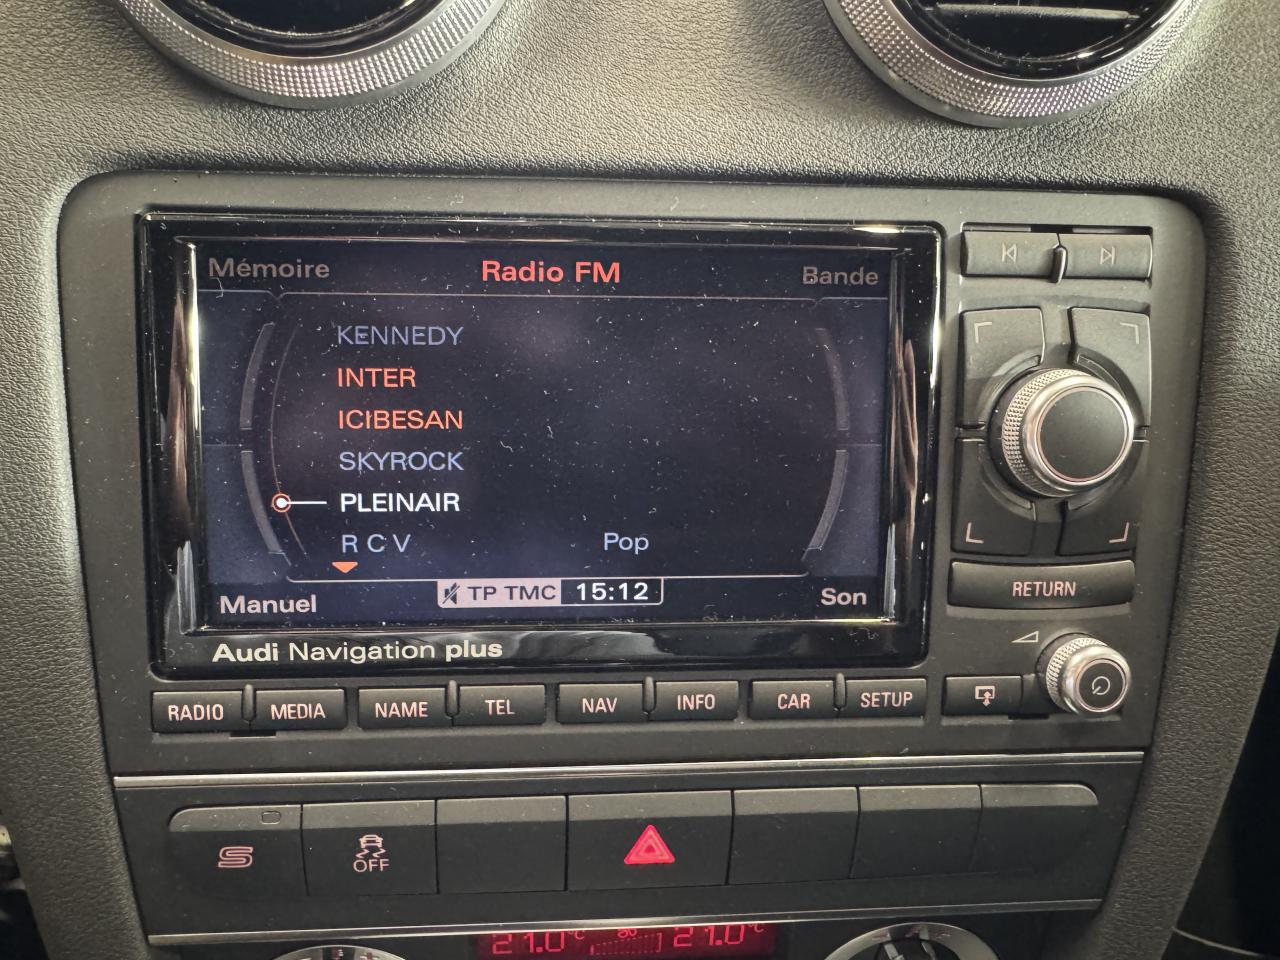 Mémoire Radio FM Bande
KENNEDY
INTER
ICIBESAN
SKYROCK
PLEINAIR
R C V Pop
TP TMC 15:12
Manuel Son
Audi Navigation plus
RETURN
RADIO MEDIA NAME TEL NAV INFO CAR SETUP
OFF
21.0°C 21.0°C